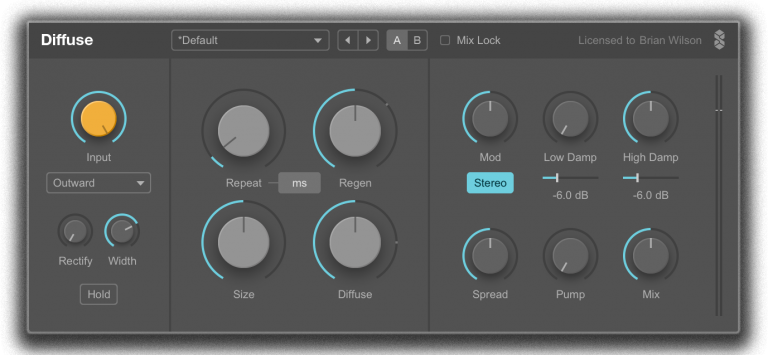 Diffuse
*Default
A B
Mix Lock
Licensed to Brian Wilson
Input
Outward
Rectify
Width
Hold
Repeat
ms
Regen
Size
Diffuse
Mod
Low Damp
High Damp
Stereo
-6.0 dB
-6.0 dB
Spread
Pump
Mix